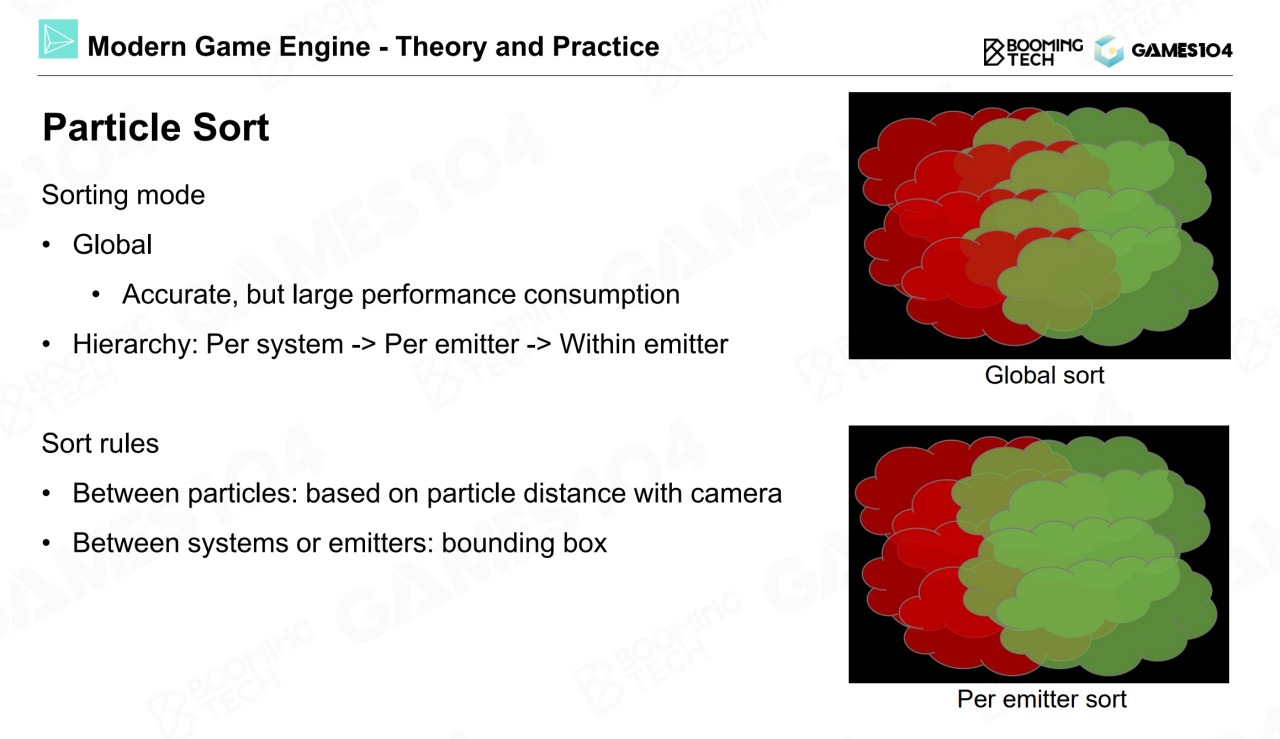 Modern Game Engine - Theory and Practice
BOOMING
TECH
GAMES104
Particle Sort
Sorting mode
• Global
• Accurate, but large performance consumption
• Hierarchy: Per system -> Per emitter -> Within emitter
Sort rules
• Between particles: based on particle distance with camera
• Between systems or emitters: bounding box
Global sort
Per emitter sort